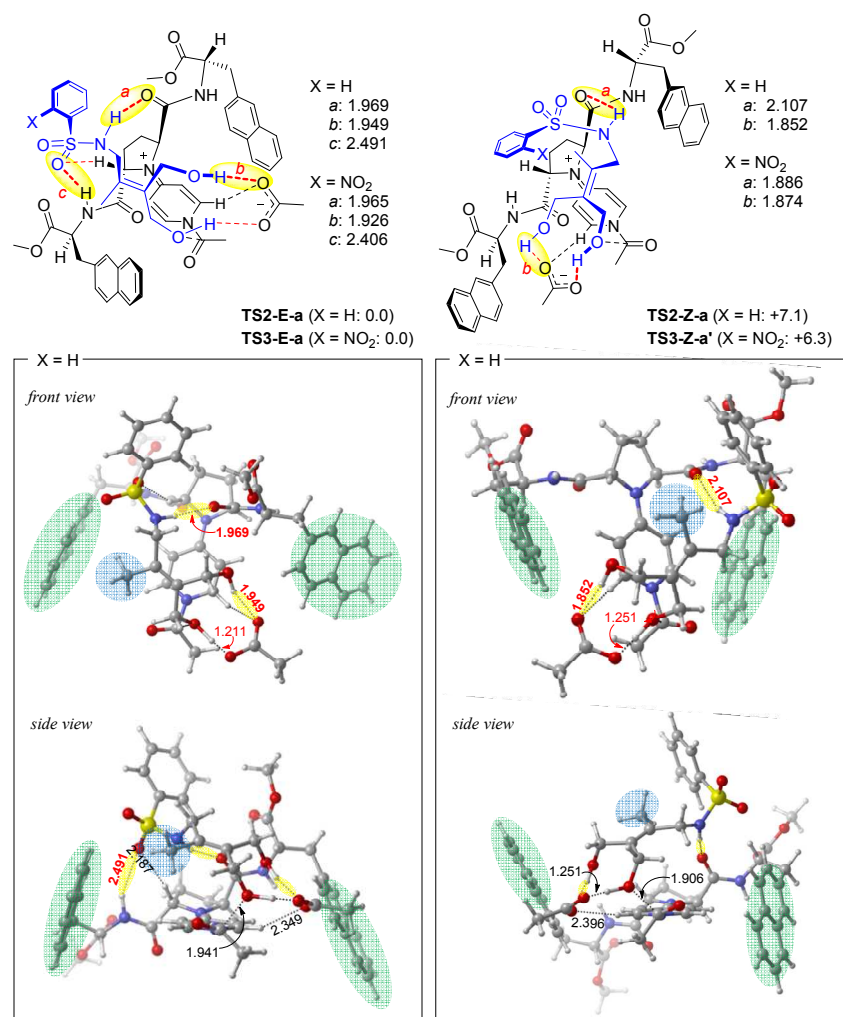 OMe
X = H
a: 1.969
b: 1.949
c: 2.491
X = NO2
a: 1.965
b: 1.926
c: 2.406
TS2-E-a (X = H: 0.0)
TS3-E-a (X = NO2: 0.0)
X = H
a: 2.107
b: 1.852
X = NO2
a: 1.886
b: 1.874
TS2-Z-a (X = H: +7.1)
TS3-Z-a' (X = NO2: +6.3)
X = H
front view
1.969
1.949
1.211
side view
2.491
2.187
1.941
2.349
X = H
front view
2.107
1.852
1.251
side view
1.251
1.906
2.396